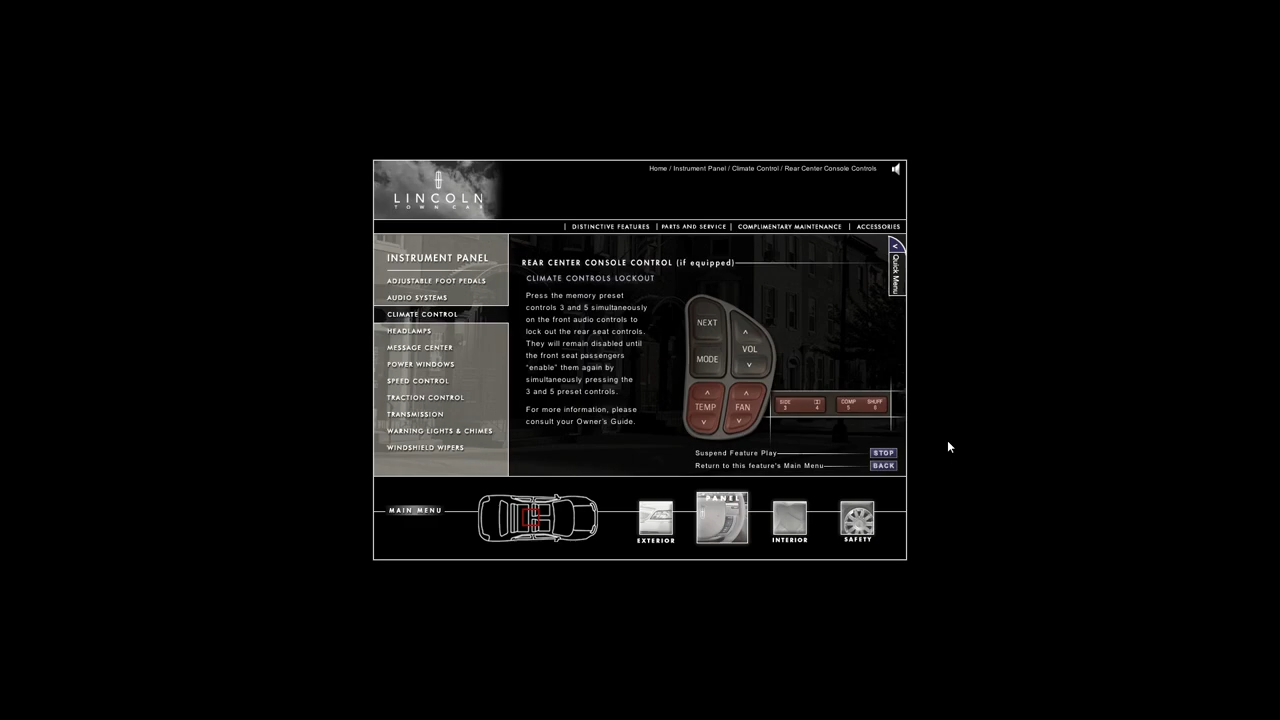 Home / Instrument Panel / Climate Control / Rear Center Console Controls
LINCOLN
TOWN CAR
DISTINCTIVE FEATURES | PARTS AND SERVICE | COMPLIMENTARY MAINTENANCE | ACCESSORIES
Quick Menu
INSTRUMENT PANEL
ADJUSTABLE FOOT PEDALS
AUDIO SYSTEMS
CLIMATE CONTROL
HEADLAMPS
MESSAGE CENTER
POWER WINDOWS
SPEED CONTROL
TRACTION CONTROL
TRANSMISSION
WARNING LIGHTS & CHIMES
WINDSHIELD WIPERS
REAR CENTER CONSOLE CONTROL (if equipped)
CLIMATE CONTROLS LOCKOUT
Press the memory preset
controls 3 and 5 simultaneously
on the front audio controls to
lock out the rear seat controls.
They will remain disabled until
the front seat passengers
“enable” them again by
simultaneously pressing the
3 and 5 preset controls.
For more information, please
consult your Owner's Guide.
NEXT
VOL
MODE
TEMP
FAN
SIDE COMP SHUFF
3 4 5 6
Suspend Feature Play STOP
Return to this feature's Main Menu BACK
MAIN MENU
EXTERIOR
PANEL
INTERIOR
SAFETY